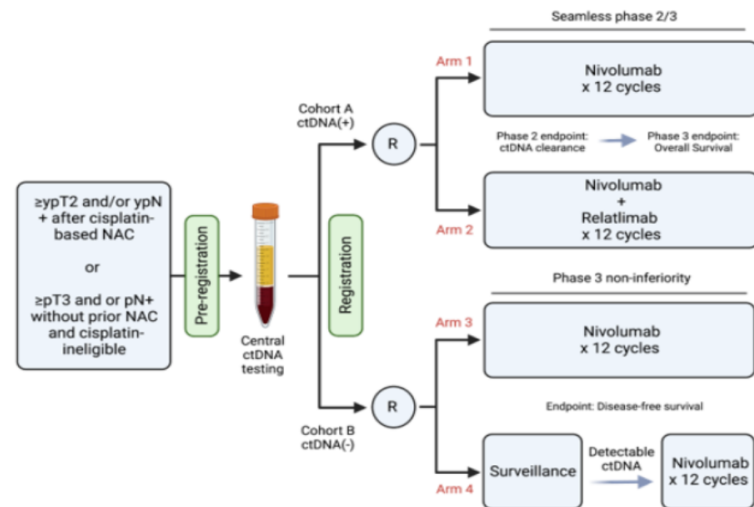 Seamless phase 2/3
Arm 1
Nivolumab
x 12 cycles
Cohort A
ctDNA(+)
R
Phase 2 endpoint:
ctDNA clearance
Phase 3 endpoint:
Overall Survival
≥ypT2 and/or ypN
+ after cisplatin-
based NAC
or
≥pT3 and or pN+
without prior NAC
and cisplatin-
ineligible
Pre-registration
Central
ctDNA
testing
Registration
Arm 2
Nivolumab
+
Relatlimab
x 12 cycles
Phase 3 non-inferiority
Arm 3
Nivolumab
x 12 cycles
Cohort B
ctDNA(-)
R
Endpoint: Disease-free survival
Arm 4
Surveillance
Detectable
ctDNA
Nivolumab
x 12 cycles